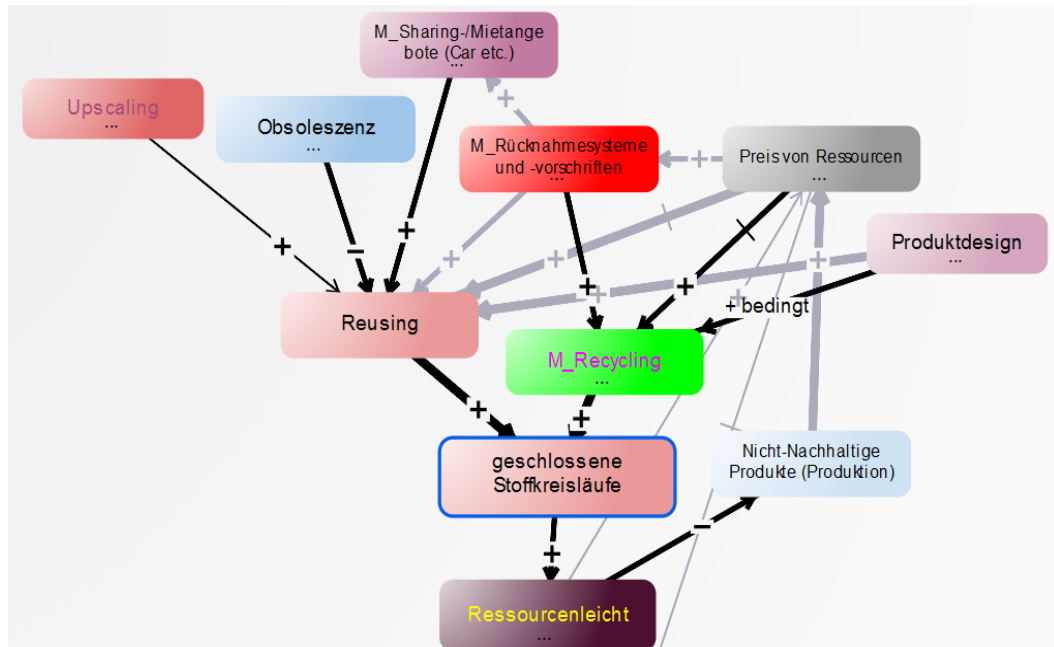 M_Sharing-/Mietange
bote (Car etc.)
...
Upscaling
...
Obsoleszenz
...
M_Rücknahmesysteme
und -vorschriften
...
Preis von Ressourcen
...
Produktdesign
...
+
+
+
−
+
+
+
+
+
+
+
+ bedingt
Reusing
M_Recycling
...
+
+
geschlossene
Stoffkreisläufe
Nicht-Nachhaltige
Produkte (Produktion)
+
−
Ressourcenleicht
...